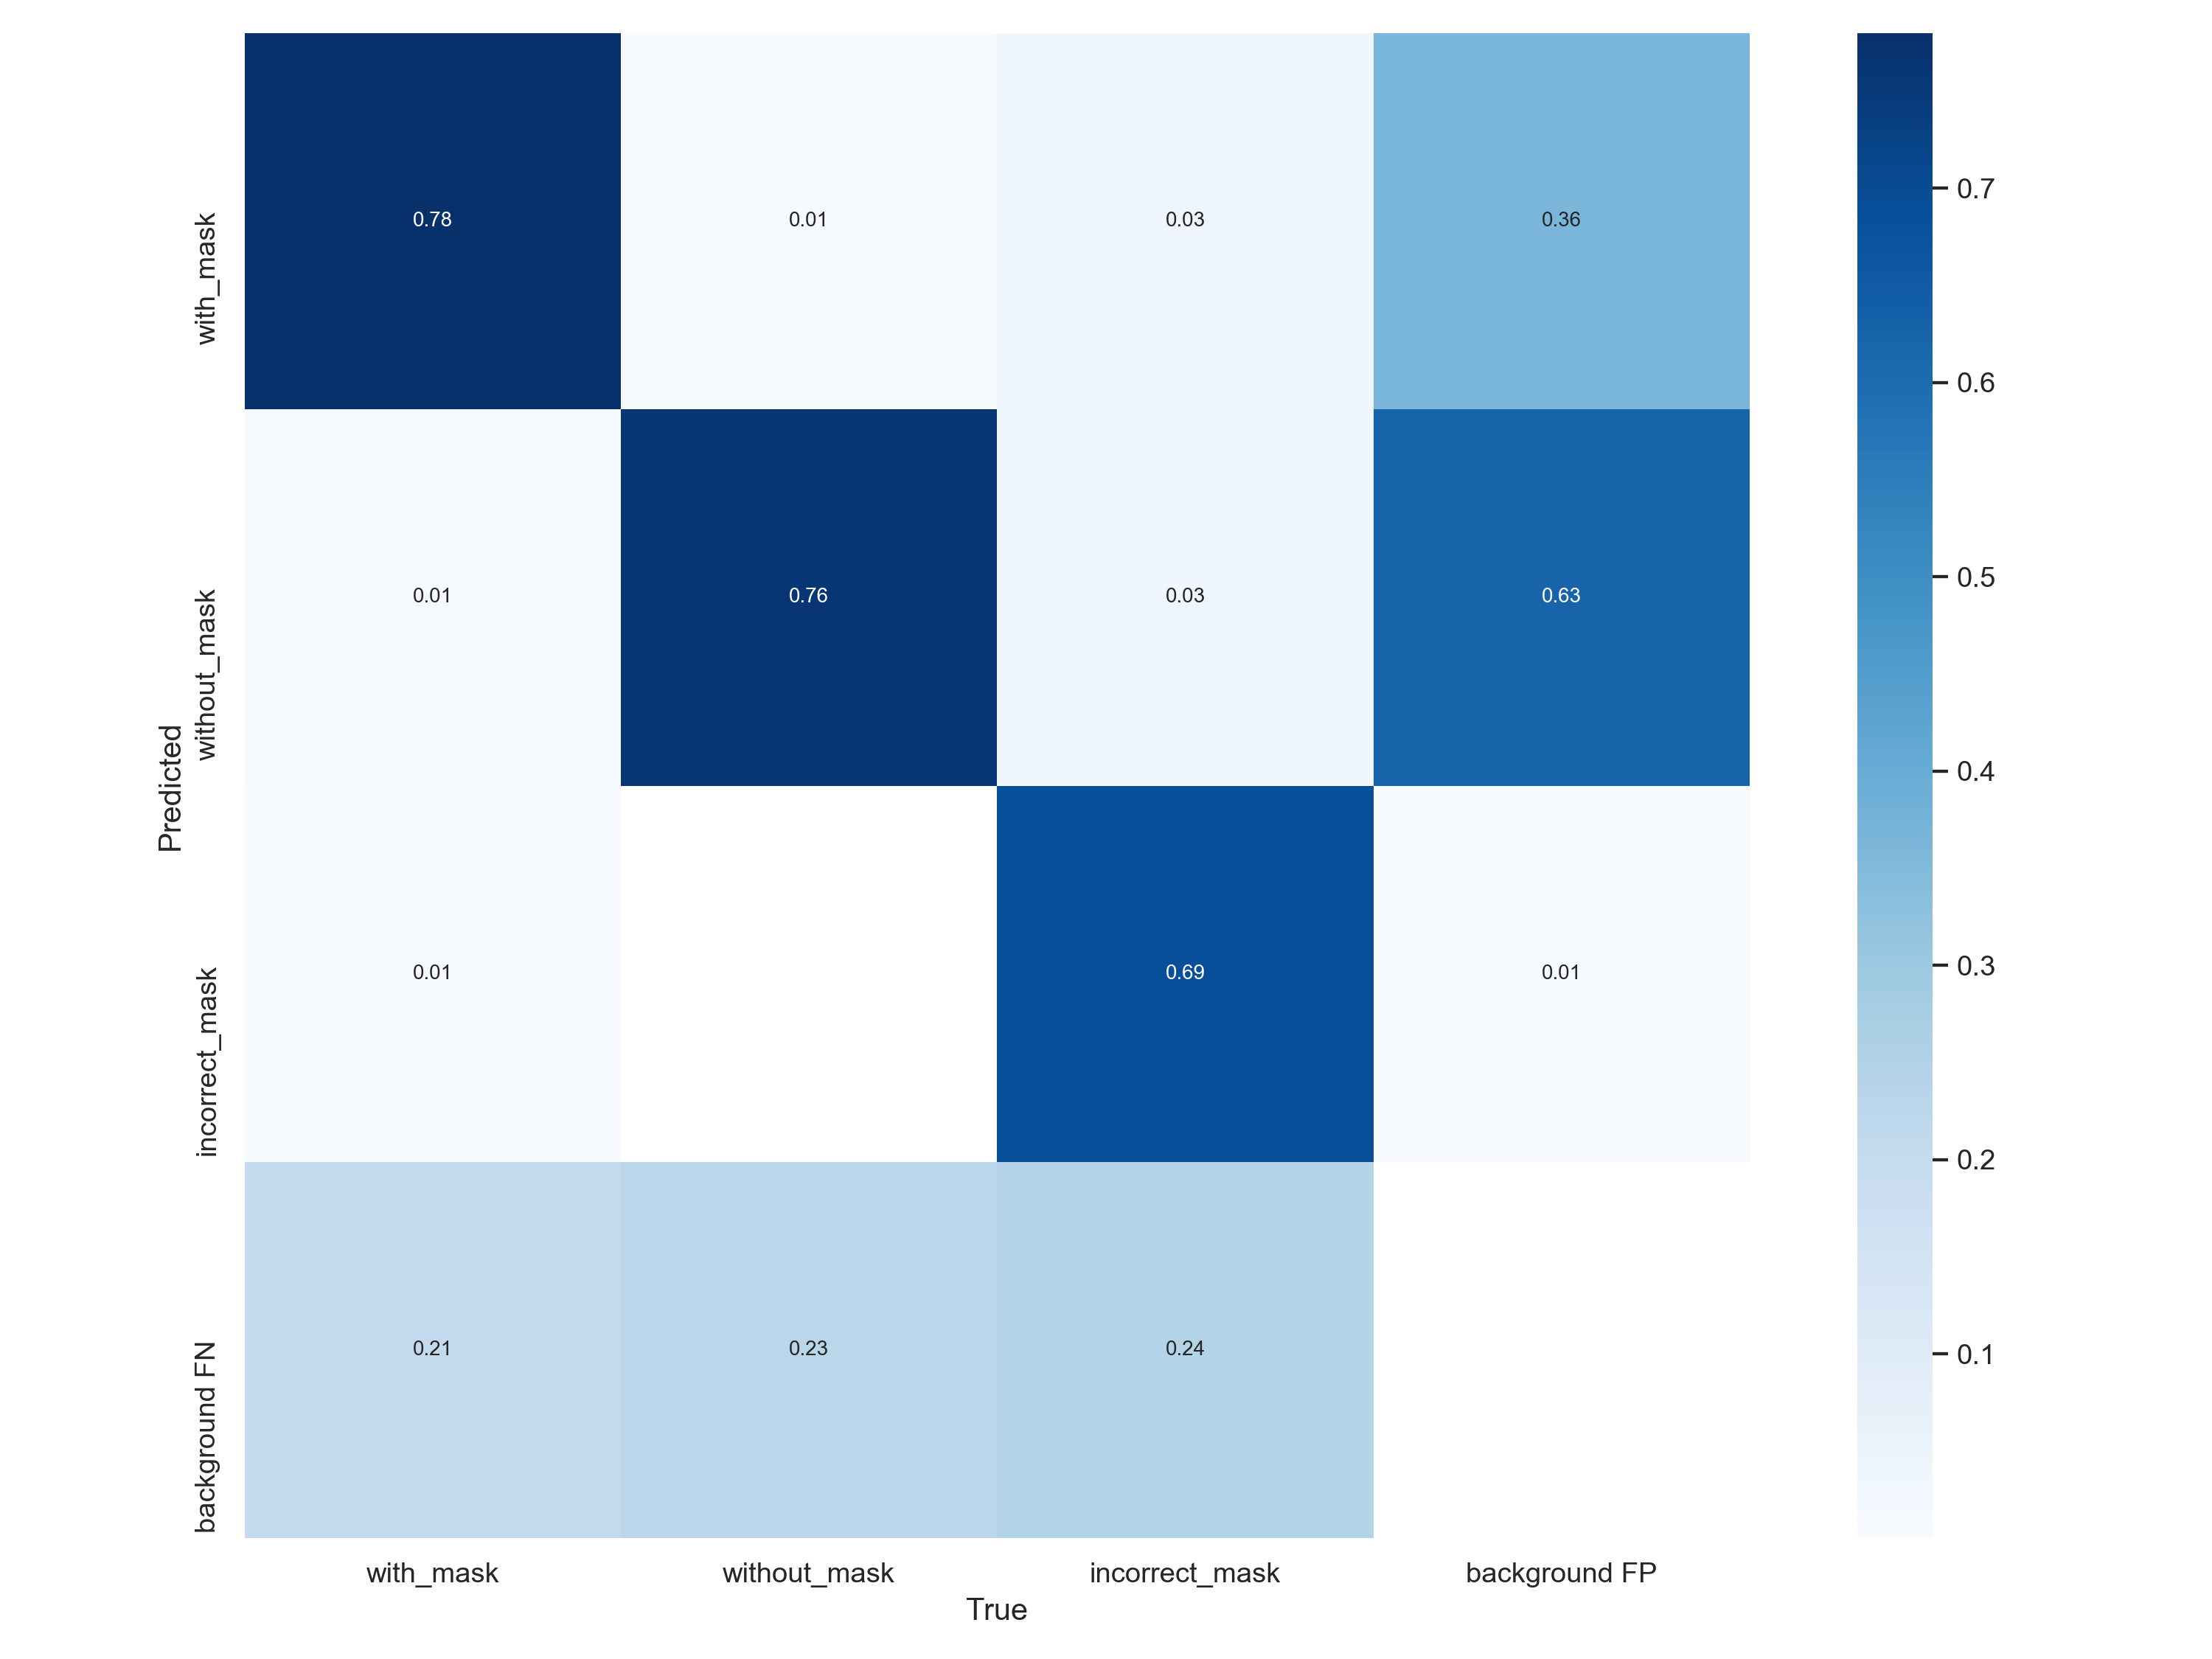 Predicted
with_mask
0.78
0.01
0.03
0.36
without_mask
0.01
0.76
0.03
0.63
incorrect_mask
0.01
0.69
0.01
background FN
0.21
0.23
0.24
with_mask
without_mask
incorrect_mask
background FP
True
0.7
0.6
0.5
0.4
0.3
0.2
0.1